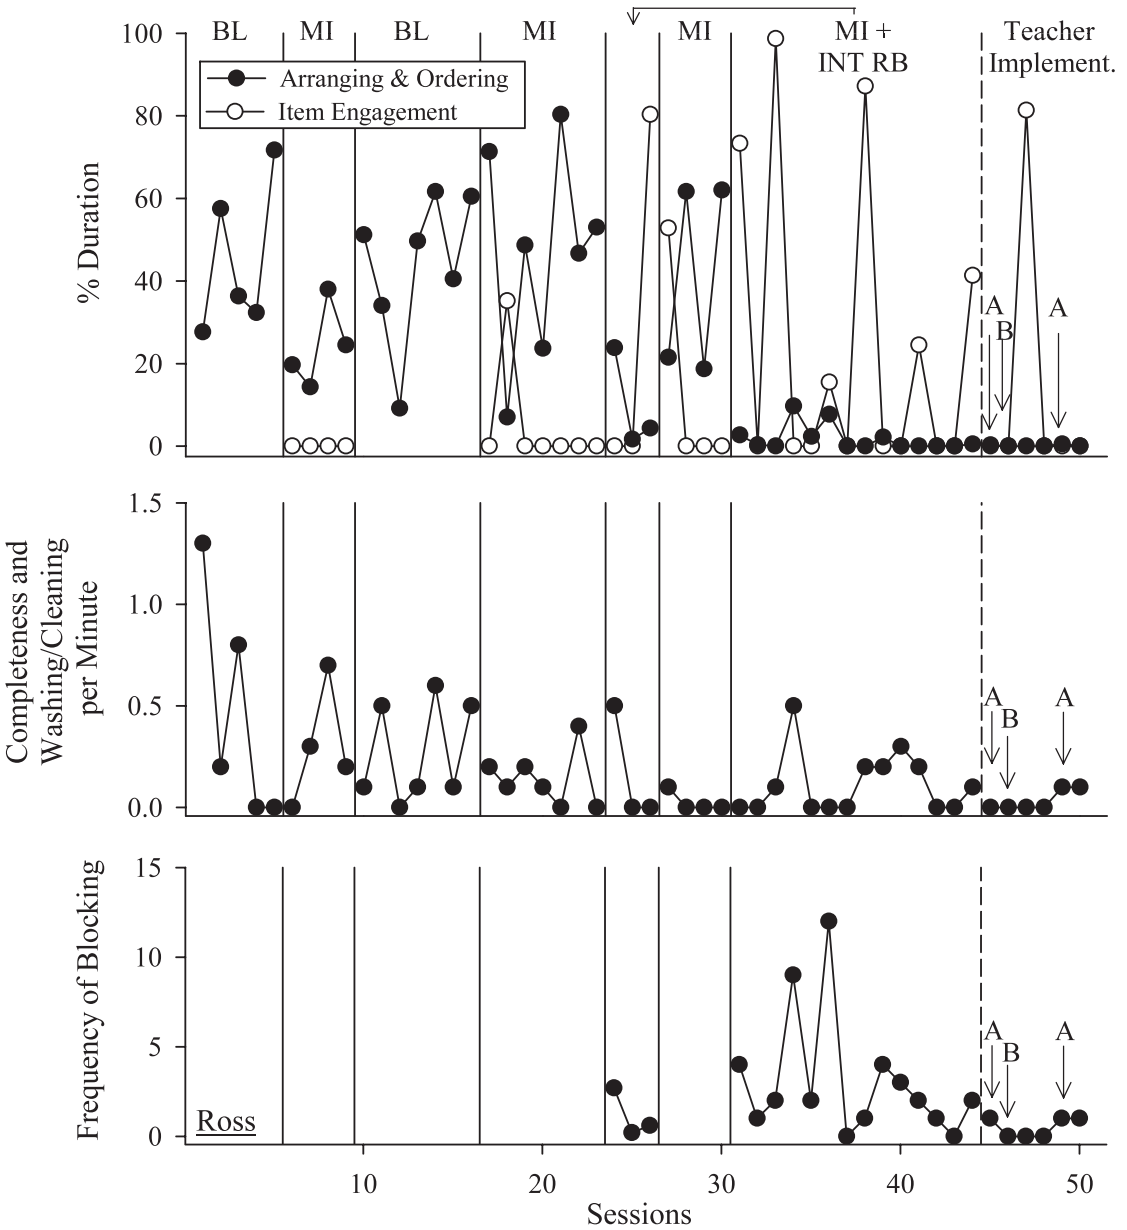 BL MI BL MI MI MI + Teacher
INT RB Implement.
Arranging & Ordering
Item Engagement
100
80
60
40
20
0
% Duration
A
B
A
1.5
1.0
0.5
0.0
Completeness and
Washing/Cleaning
per Minute
A
B
A
15
10
5
0
Frequency of Blocking
A
B
A
Ross
10 20 30 40 50
Sessions